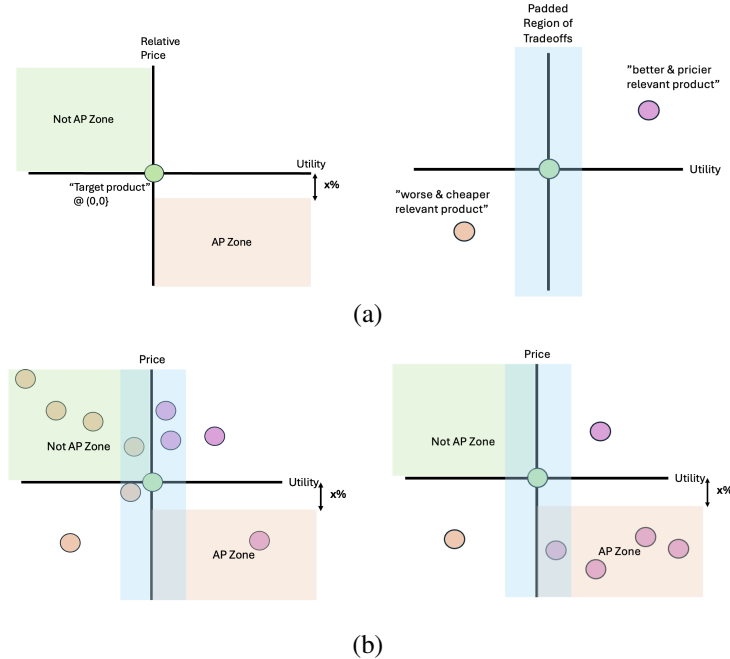 Relative
Price
Not AP Zone
Utility
"Target product"
@ (0,0}
x%
AP Zone
Padded
Region of
Tradeoffs
"better & pricier
relevant product"
Utility
"worse & cheaper
relevant product"
(a)
Price
Not AP Zone
Utility
x%
AP Zone
Price
Not AP Zone
Utility
x%
AP Zone
(b)